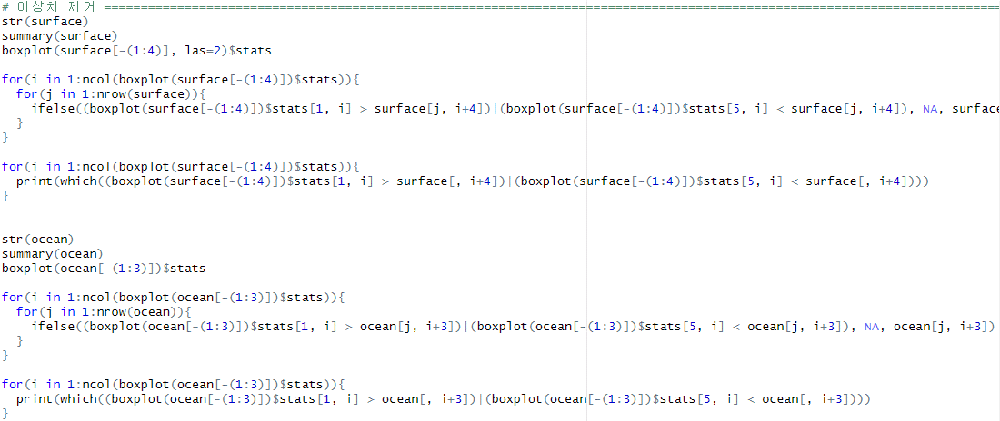 # 이상치 제거 ==============================================================================================================================
str(surface)
summary(surface)
boxplot(surface[-(1:4)], las=2)$stats
for(i in 1:ncol(boxplot(surface[-(1:4)])$stats)){
for(j in 1:nrow(surface)){
ifelse((boxplot(surface[-(1:4)])$stats[1, i] > surface[j, i+4])|(boxplot(surface[-(1:4)])$stats[5, i] < surface[j, i+4]), NA, surface
}
}
for(i in 1:ncol(boxplot(surface[-(1:4)])$stats)){
print(which((boxplot(surface[-(1:4)])$stats[1, i] > surface[, i+4])|(boxplot(surface[-(1:4)])$stats[5, i] < surface[, i+4])))
}
str(ocean)
summary(ocean)
boxplot(ocean[-(1:3)])$stats
for(i in 1:ncol(boxplot(ocean[-(1:3)])$stats)){
for(j in 1:nrow(ocean)){
ifelse((boxplot(ocean[-(1:3)])$stats[1, i] > ocean[j, i+3])|(boxplot(ocean[-(1:3)])$stats[5, i] < ocean[j, i+3]), NA, ocean[j, i+3])
}
}
for(i in 1:ncol(boxplot(ocean[-(1:3)])$stats)){
print(which((boxplot(ocean[-(1:3)])$stats[1, i] > ocean[, i+3])|(boxplot(ocean[-(1:3)])$stats[5, i] < ocean[, i+3])))
}